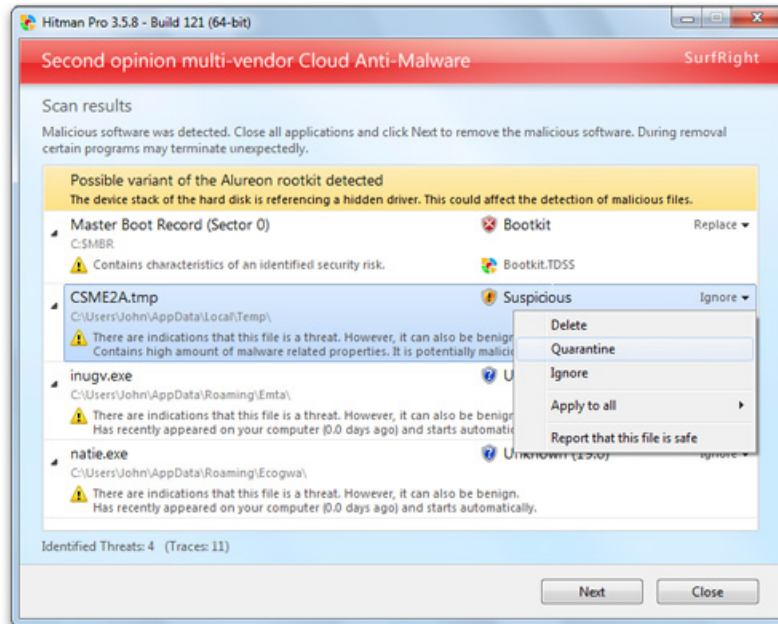 Hitman Pro 3.5.8 - Build 121 (64-bit)
Second opinion multi-vendor Cloud Anti-Malware
SurfRight
Scan results
Malicious software was detected. Close all applications and click Next to remove the malicious software. During removal
certain programs may terminate unexpectedly.
Possible variant of the Alureon rootkit detected
The device stack of the hard disk is referencing a hidden driver. This could affect the detection of malicious files.
Master Boot Record (Sector 0)
Bootkit
Replace
C:$MBR
Contains characteristics of an identified security risk.
Bootkit.TDSS
CSME2A.tmp
Suspicious
Ignore
C:\Users\John\AppData\Local\Temp\
There are indications that this file is a threat. However, it can also be benign
Contains high amount of malware related properties. It is potentially
Delete
Quarantine
Ignore
Apply to all
Report that this file is safe
inugv.exe
U
C:\Users\John\AppData\Roaming\Emta\
There are indications that this file is a threat. However, it can also be benign
Has recently appeared on your computer (0.0 days ago) and starts
natie.exe
Unknown (19.0)
Ignore
C:\Users\John\AppData\Roaming\Ecogwa\
There are indications that this file is a threat. However, it can also be benign.
Has recently appeared on your computer (0.0 days ago) and starts automatically.
Identified Threats: 4 (Traces: 11)
Next
Close